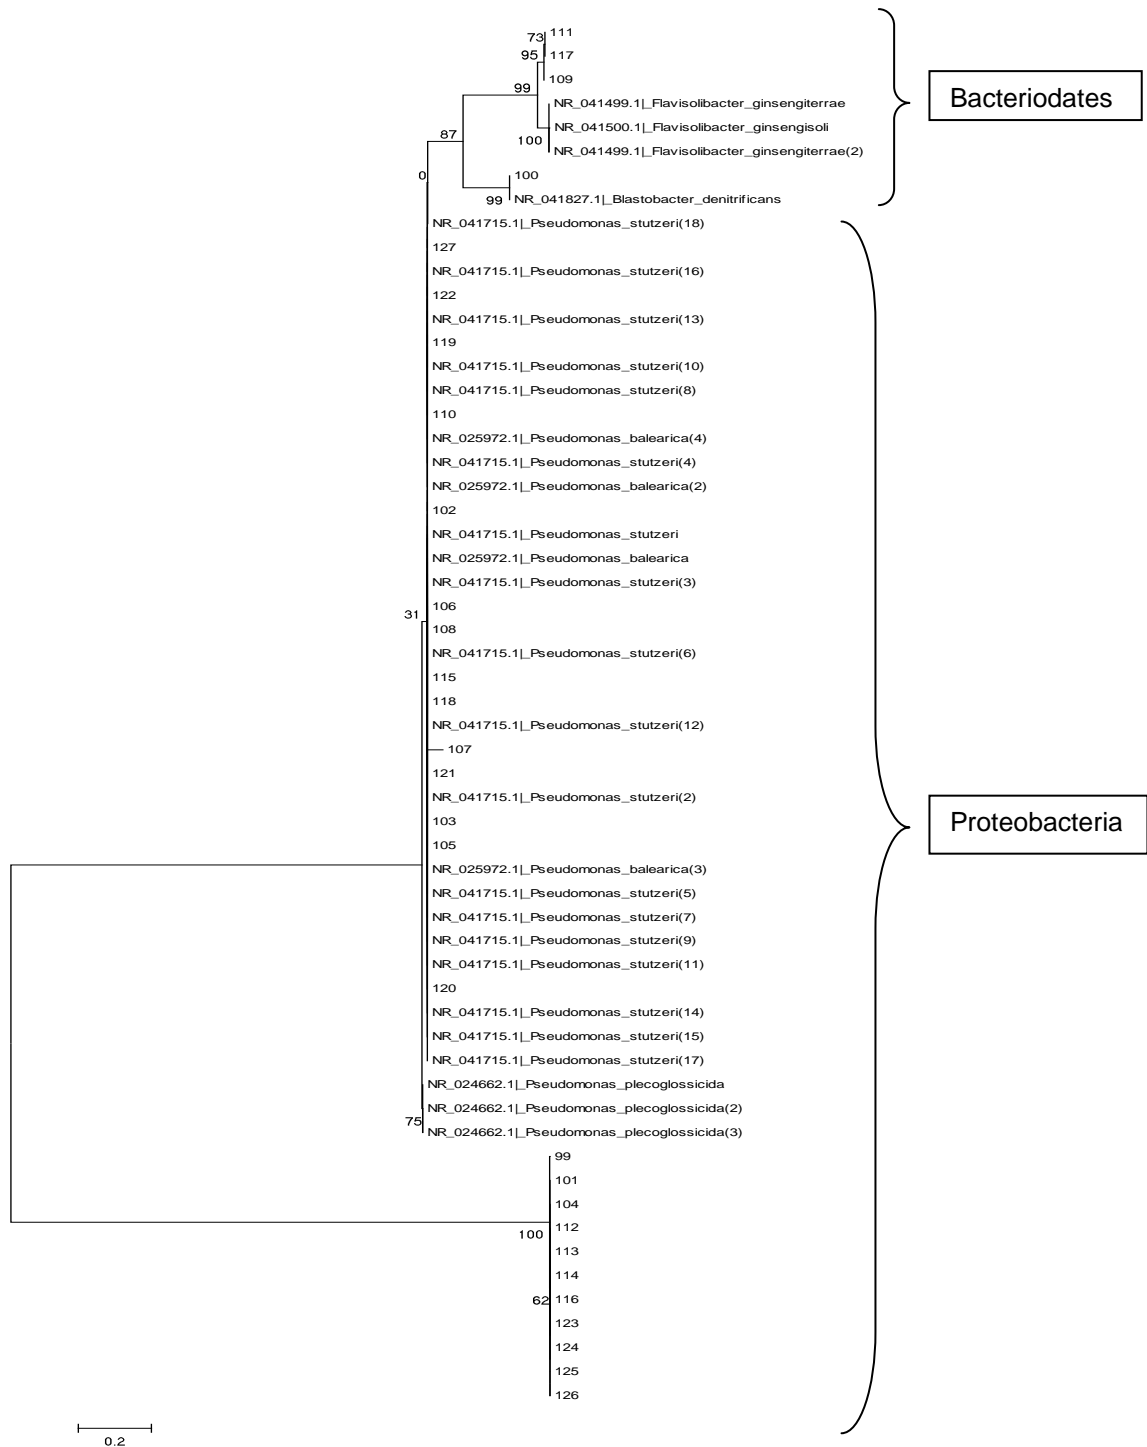 73
111
95
117
109
99
NR_041499.1|_Flavisolibacter_ginsengiterrae
Bacteriodates
NR_041500.1|_Flavisolibacter_ginsengisoli
87
100
NR_041499.1|_Flavisolibacter_ginsengiterrae(2)
0
100
99
NR_041827.1|_Blastobacter_denitrificans
NR_041715.1|_Pseudomonas_stutzeri(18)
127
NR_041715.1|_Pseudomonas_stutzeri(16)
122
NR_041715.1|_Pseudomonas_stutzeri(13)
119
NR_041715.1|_Pseudomonas_stutzeri(10)
NR_041715.1|_Pseudomonas_stutzeri(8)
110
NR_025972.1|_Pseudomonas_balearica(4)
NR_041715.1|_Pseudomonas_stutzeri(4)
NR_025972.1|_Pseudomonas_balearica(2)
102
NR_041715.1|_Pseudomonas_stutzeri
NR_025972.1|_Pseudomonas_balearica
NR_041715.1|_Pseudomonas_stutzeri(3)
106
31
108
NR_041715.1|_Pseudomonas_stutzeri(6)
115
118
NR_041715.1|_Pseudomonas_stutzeri(12)
107
121
NR_041715.1|_Pseudomonas_stutzeri(2)
103
Proteobacteria
105
NR_025972.1|_Pseudomonas_balearica(3)
NR_041715.1|_Pseudomonas_stutzeri(5)
NR_041715.1|_Pseudomonas_stutzeri(7)
NR_041715.1|_Pseudomonas_stutzeri(9)
NR_041715.1|_Pseudomonas_stutzeri(11)
120
NR_041715.1|_Pseudomonas_stutzeri(14)
NR_041715.1|_Pseudomonas_stutzeri(15)
NR_041715.1|_Pseudomonas_stutzeri(17)
NR_024662.1|_Pseudomonas_plecoglossicida
NR_024662.1|_Pseudomonas_plecoglossicida(2)
75
NR_024662.1|_Pseudomonas_plecoglossicida(3)
99
101
104
112
100
113
114
62
116
123
124
125
126
0.2